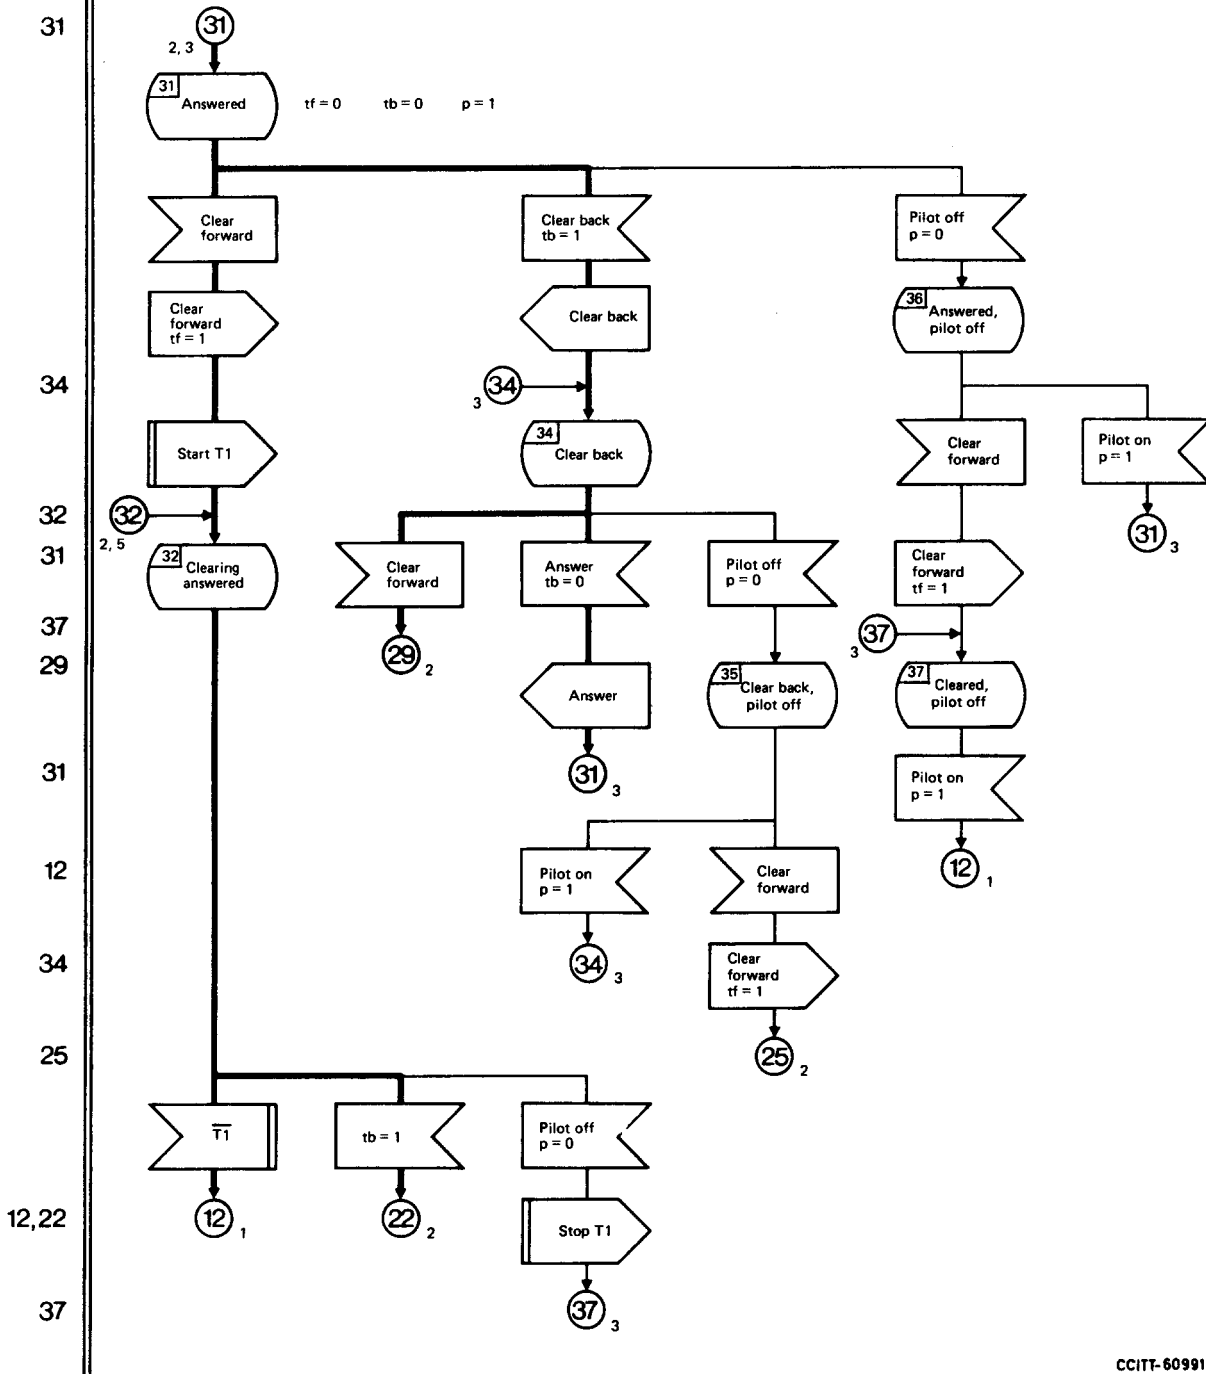 31
31
2, 3
31
Answered
tf = 0
tb = 0
p = 1
Clear
forward
Clear back
tb = 1
Pilot off
p = 0
Clear
forward
tf = 1
Clear back
36
Answered,
pilot off
34
34
3
Start T1
34
Clear back
Clear
forward
Pilot on
p = 1
32
32
2, 5
31
3
31
32
Clearing
answered
Clear
forward
Answer
tb = 0
Pilot off
p = 0
Clear
forward
tf = 1
37
29
2
37
3
29
Answer
35
Clear back,
pilot off
37
Cleared,
pilot off
31
31
3
Pilot on
p = 1
12
Pilot on
p = 1
Clear
forward
12
1
34
34
3
Clear
forward
tf = 1
25
25
2
T1
tb = 1
Pilot off
p = 0
12,22
12
1
22
2
Stop T1
37
37
3
CCITT-60991